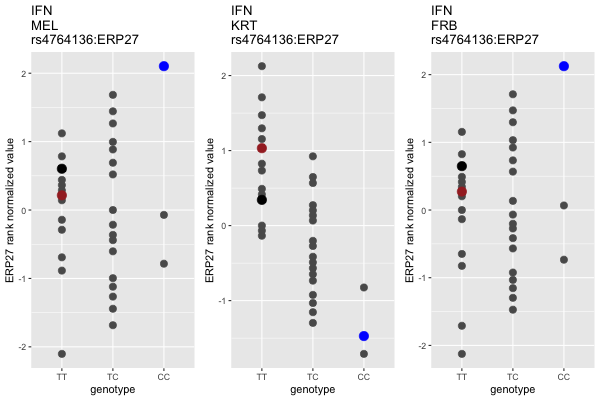 IFN
MEL
rs4764136:ERP27
ERP27 rank normalized value
2
1
0
-1
-2
TT
TC
CC
genotype
IFN
KRT
rs4764136:ERP27
ERP27 rank normalized value
2
1
0
-1
TT
TC
CC
genotype
IFN
FRB
rs4764136:ERP27
ERP27 rank normalized value
2
1
0
-1
-2
TT
TC
CC
genotype